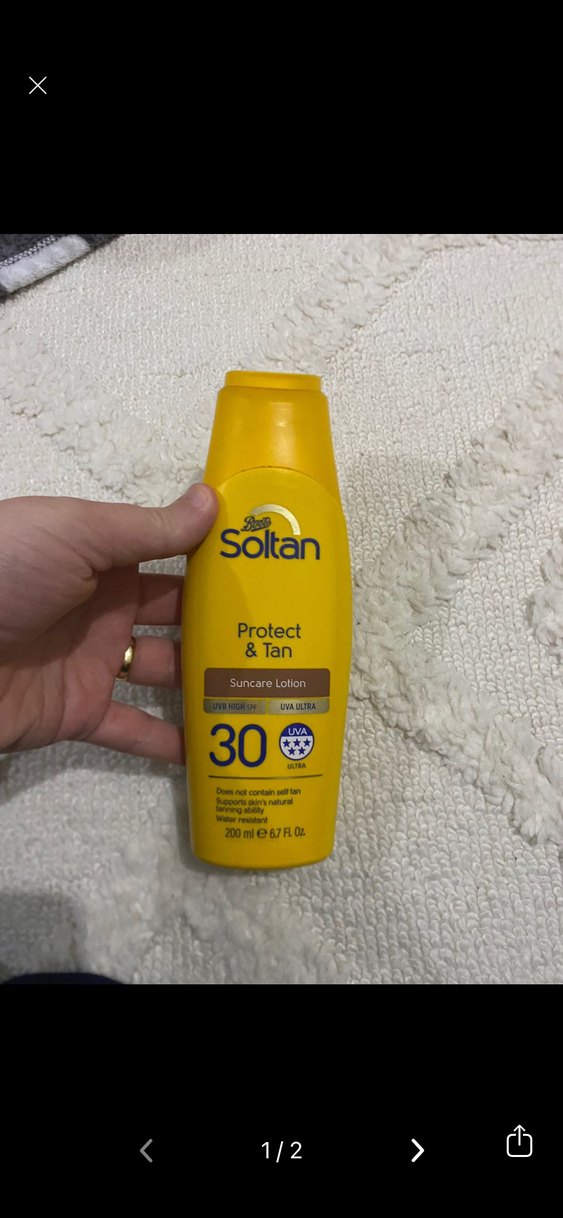 Boots
Soltan
Protect
& Tan
Suncare Lotion
UVB HIGH SPF UVA ULTRA
30 UVA
ULTRA
Does not contain self tan
Supports skin's natural
tanning ability
Water resistant
200 ml ℮ 6.7 Fl. Oz.
1 / 2